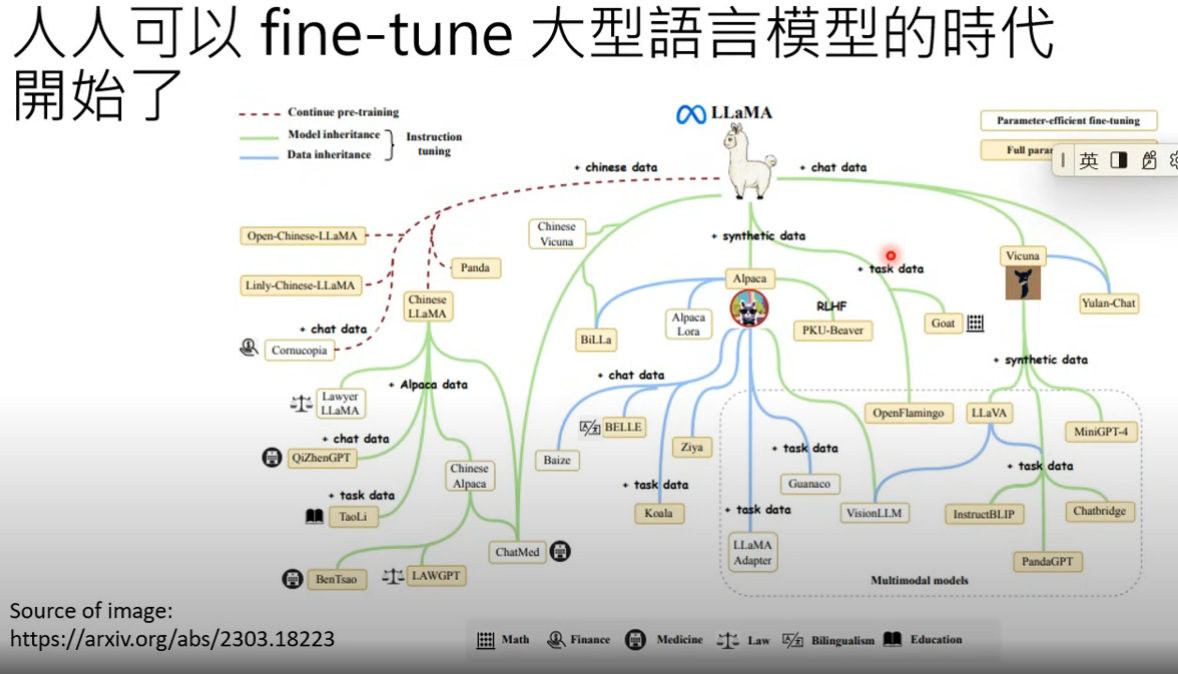 人人可以 fine-tune 大型語言模型的時代
開始了
Continue pre-training
Model inheritance
Data inheritance
Instruction
tuning
LLaMA
Parameter-efficient fine-tuning
Full para
英
+ chinese data
+ chat data
Open-Chinese-LLaMA
Linly-Chinese-LLaMA
Panda
Chinese
LLaMA
+ chat data
Cornucopia
Chinese
Vicuna
+ synthetic data
Alpaca
+ task data
Vicuna
Yulan-Chat
BiLLa
Alpaca
Lora
RLHF
PKU-Beaver
Goat
+ Alpaca data
Lawyer
LLaMA
+ chat data
QiZhenGPT
+ task data
TaoLi
Chinese
Alpaca
BenTsao
LAWGPT
ChatMed
+ chat data
Baize
BELLE
Ziya
+ task data
Koala
+ task data
Guanaco
+ task data
LLaMA
Adapter
+ synthetic data
OpenFlamingo
LLaVA
MiniGPT-4
+ task data
VisionLLM
InstructBLIP
Chatbridge
PandaGPT
Multimodal models
Source of image:
https://arxiv.org/abs/2303.18223
Math
Finance
Medicine
Law
Bilingualism
Education